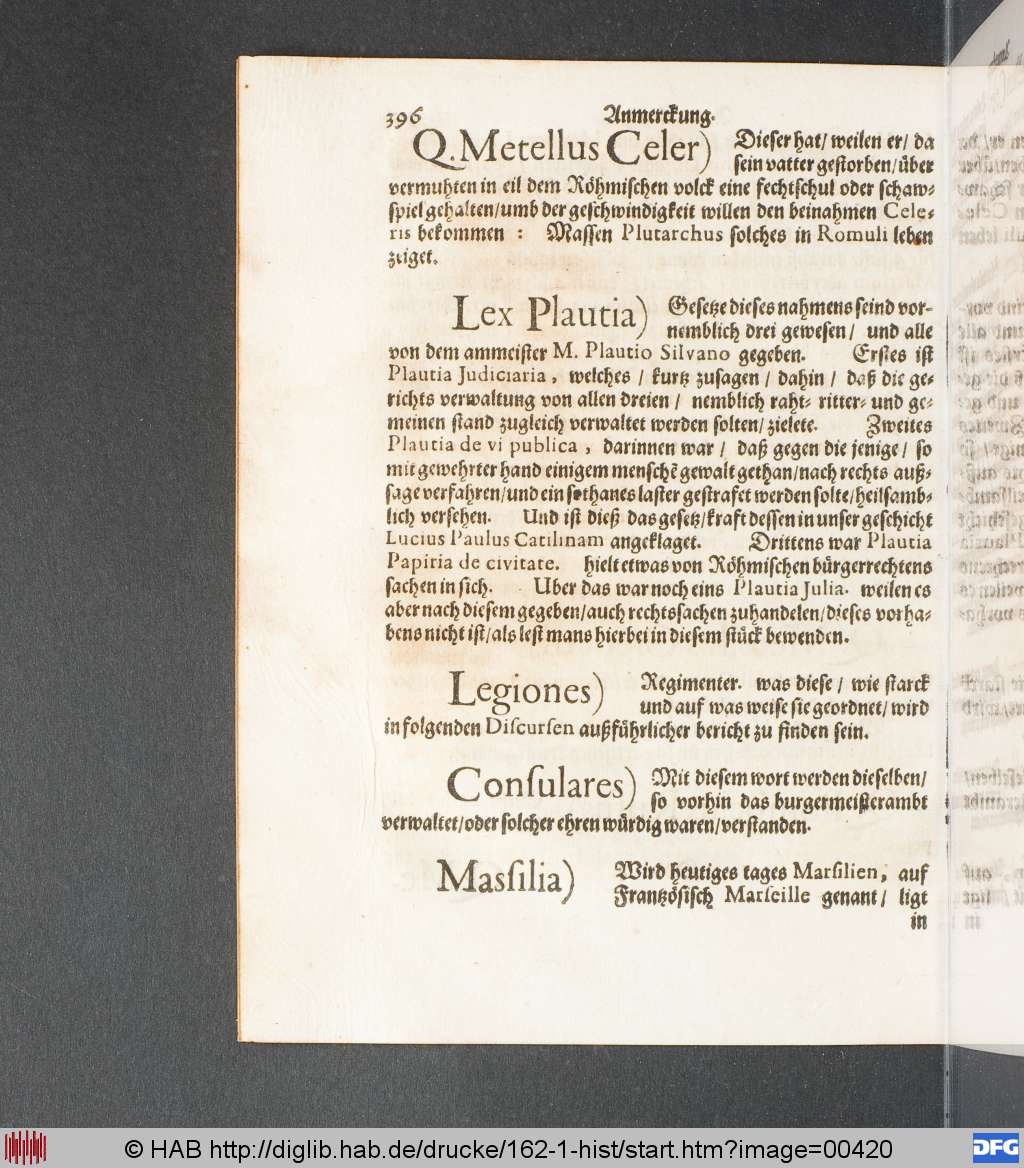 396 Anmerckung.
Q. Metellus Celer) Dieser hat/ weilen er/ da
sein vatter gestorben/ über
vermuhten in eil dem Röhmischen volck eine fechtschul oder schaw-
spiel gehalten/ umb der geschwindigkeit willen den beinahmen Cele-
ris bekommen : Massen Plutarchus solches in Romuli leben
zeiget.
Lex Plautia) Gesetze dieses nahmens seind vor-
nemblich drei gewesen/ und alle
von dem ammeister M. Plautio Silvano gegeben. Erstes ist
Plautia Judiciaria, welches / kurtz zusagen / dahin / daß die ge-
richts verwaltung von allen dreien / nemblich raht- ritter- und ge-
meinen stand zugleich verwaltet werden solten/ zielete. Zweites
Plautia de vi publica , darinnen war / daß gegen die jenige/ so
mit gewehrter hand einigem menschē gewalt gethan/ nach rechts auß-
sage verfahren/ und ein sothanes laster gestrafet werden solte/ heilsamb-
lich versehen. Und ist dieß das gesetz/ kraft dessen in unser geschicht
Lucius Paulus Catilinam angeklaget. Drittens war Plautia
Papiria de civitate. hielt etwas von Röhmischen bürgerrechtens
sachen in sich. Uber das war noch eins Plautia Julia. weilen es
aber nach diesem gegeben/ auch rechtssachen zuhandelen/ dieses vorha-
bens nicht ist/ als lest mans hierbei in diesem stück bewenden.
Legiones) Regimenter. was diese / wie starck
und auf was weise sie geordnet/ wird
in folgenden Discursen außführlicher bericht zu finden sein.
Consulares) Mit diesem wort werden dieselben/
so vorhin das burgermeisterambt
verwaltet/ oder solcher ehren würdig waren/ verstanden.
Massilia) Wird heutiges tages Marsilien, auf
Frantzösisch Marseille genant/ ligt
in
© HAB http://diglib.hab.de/drucke/162-1-hist/start.htm?image=00420
DFG